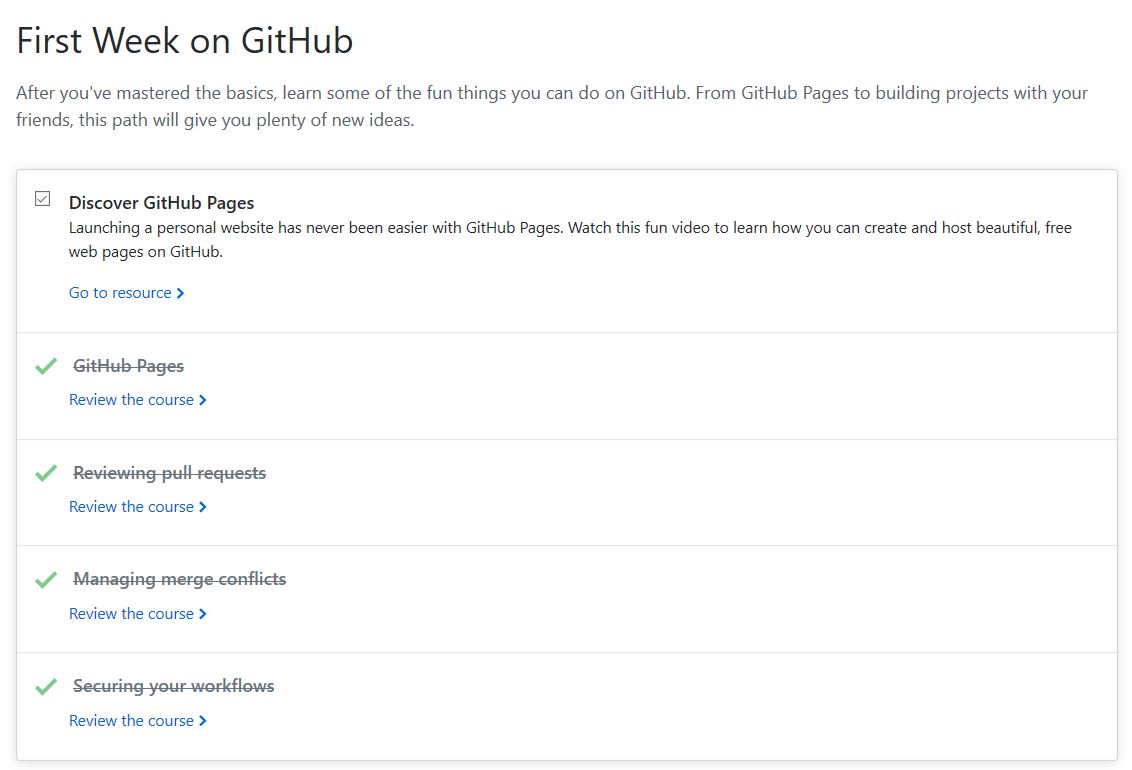 First Week on GitHub
After you've mastered the basics, learn some of the fun things you can do on GitHub. From GitHub Pages to building projects with your
friends, this path will give you plenty of new ideas.
Discover GitHub Pages
Launching a personal website has never been easier with GitHub Pages. Watch this fun video to learn how you can create and host beautiful, free
web pages on GitHub.
Go to resource
GitHub Pages
Review the course
Reviewing pull requests
Review the course
Managing merge conflicts
Review the course
Securing your workflows
Review the course